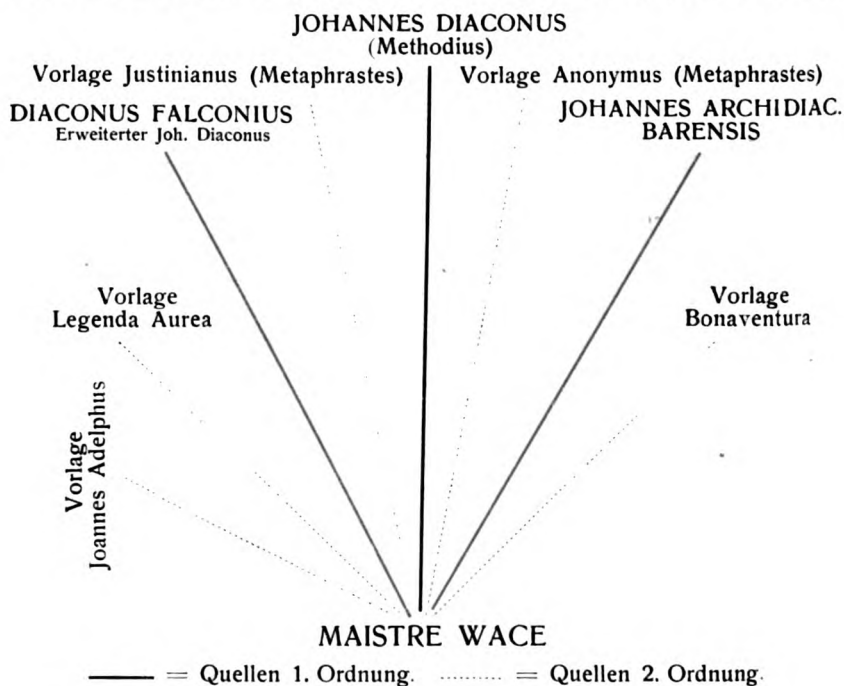 JOHANNES DIACONUS
(Methodius)
Vorlage Justinianus (Metaphrastes)
Vorlage Anonymus (Metaphrastes)
DIACONUS FALCONIUS
Erweiterter Joh. Diaconus
JOHANNES ARCHIDIAC.
BARENSIS
Vorlage
Legenda Aurea
Vorlage
Bonaventura
Vorlage
Joannes Adelphus
MAISTRE WACE
= Quellen 1. Ordnung. = Quellen 2. Ordnung.